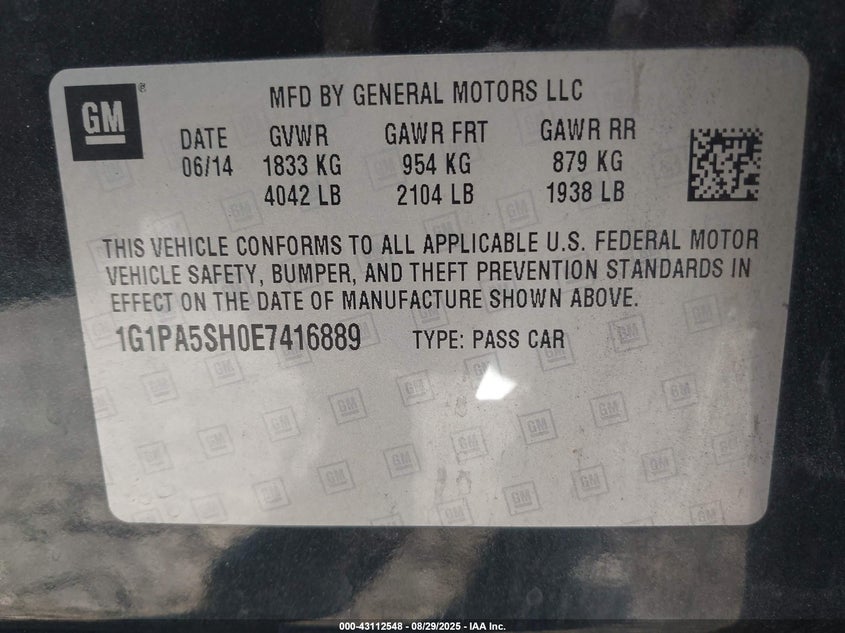 GM
MFD BY GENERAL MOTORS LLC
DATE GVWR GAWR FRT GAWR RR
06/14 1833 KG 954 KG 879 KG
4042 LB 2104 LB 1938 LB
THIS VEHICLE CONFORMS TO ALL APPLICABLE U.S. FEDERAL MOTOR
VEHICLE SAFETY, BUMPER, AND THEFT PREVENTION STANDARDS IN
EFFECT ON THE DATE OF MANUFACTURE SHOWN ABOVE.
1G1PA5SH0E7416889 TYPE: PASS CAR
000-43112548 - 08/29/2025 - IAA Inc.